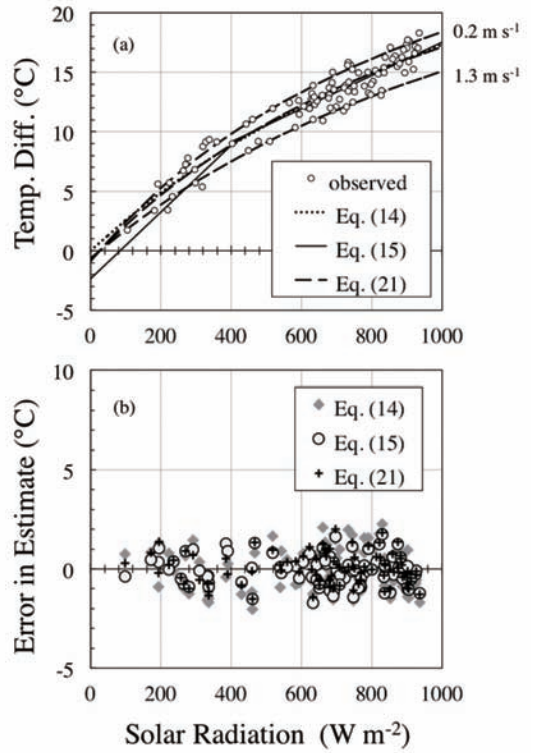 (a)
Temp. Diff. (°C)
20
15
10
5
0
-5
0.2 m s⁻¹
1.3 m s⁻¹
observed
Eq. (14)
Eq. (15)
Eq. (21)
0 200 400 600 800 1000
(b)
Error in Estimate (°C)
10
5
0
-5
Eq. (14)
Eq. (15)
Eq. (21)
0 200 400 600 800 1000
Solar Radiation (W m⁻²)